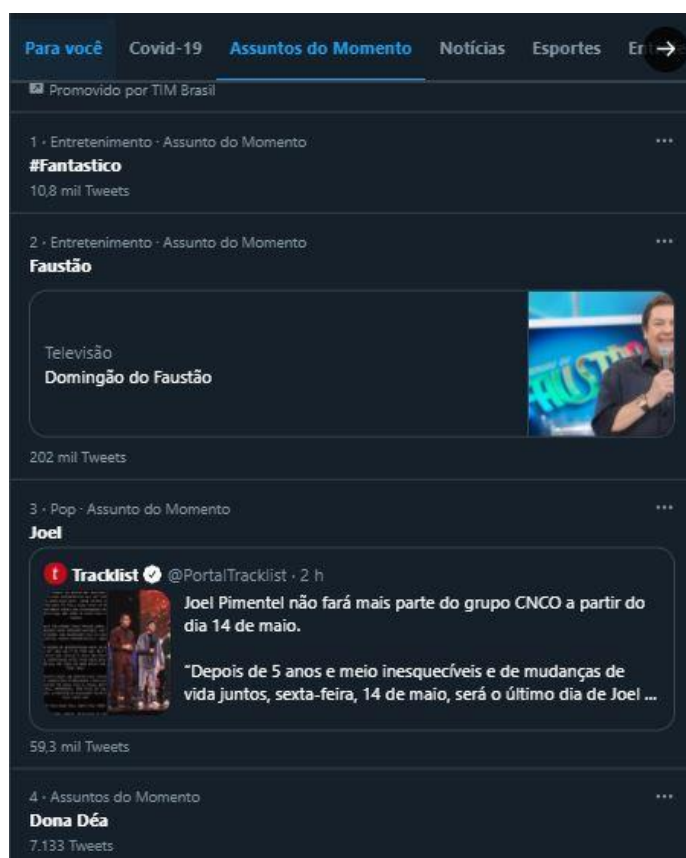 Para você Covid-19 Assuntos do Momento Notícias Esportes
Promovido por TIM Brasil
1 · Entretenimento · Assunto do Momento
#Fantastico
10,8 mil Tweets
2 · Entretenimento · Assunto do Momento
Faustão
Televisão
Domingão do Faustão
FAUSTÃO
202 mil Tweets
3 · Pop · Assunto do Momento
Joel
t Tracklist @PortalTracklist · 2 h
Joel Pimentel não fará mais parte do grupo CNCO a partir do
dia 14 de maio.
"Depois de 5 anos e meio inesquecíveis e de mudanças de
vida juntos, sexta-feira, 14 de maio, será o último dia de Joel ...
59,3 mil Tweets
4 · Assuntos do Momento
Dona Déa
7.133 Tweets